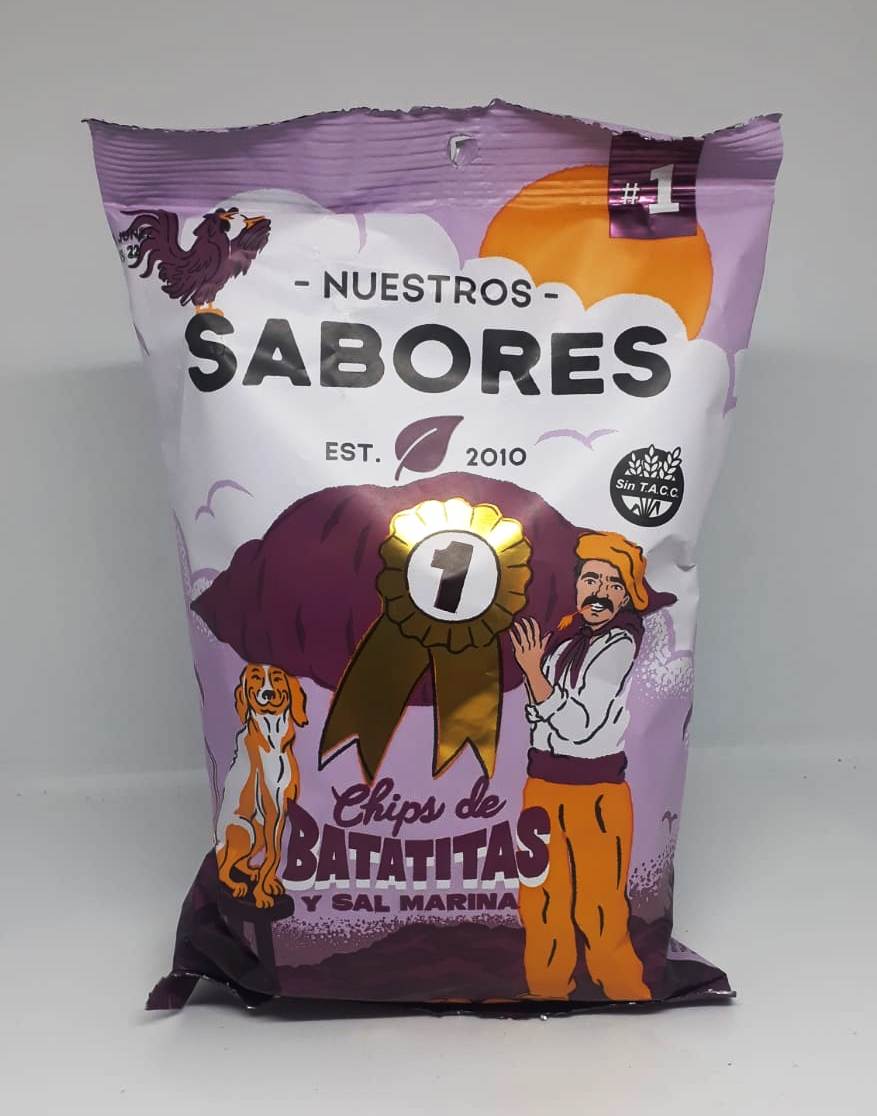 #1
- NUESTROS -
SABORES
EST. 2010
Sin T.A.C.C.
1
Chips de
BATATITAS
Y SAL MARINA